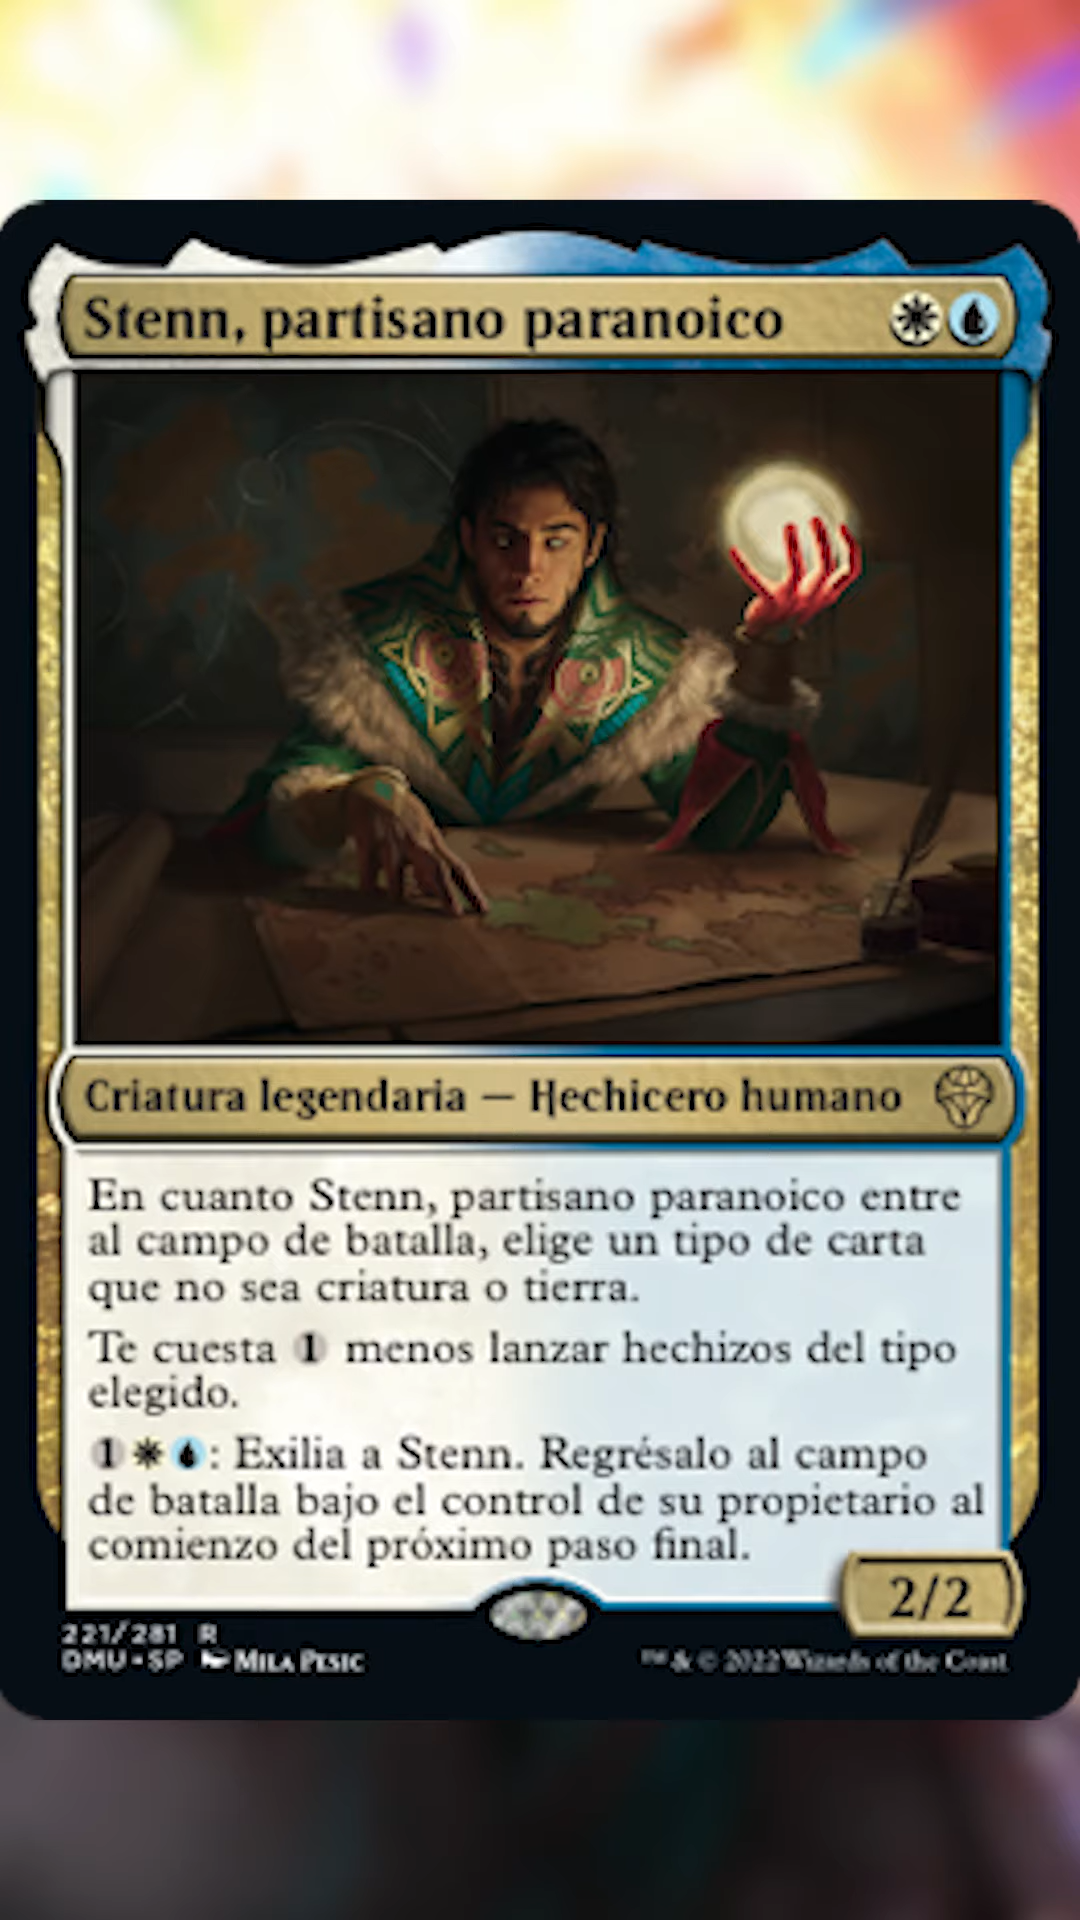 Stenn, partisano paranoico
Criatura legendaria — Hechicero humano
En cuanto Stenn, partisano paranoico entre
al campo de batalla, elige un tipo de carta
que no sea criatura o tierra.
Te cuesta 1 menos lanzar hechizos del tipo
elegido.
1 : Exilia a Stenn. Regrésalo al campo
de batalla bajo el control de su propietario al
comienzo del próximo paso final.
2/2
221/281 R
DMU • SP Mila Pesic
™ & © 2022 Wizards of the Coast